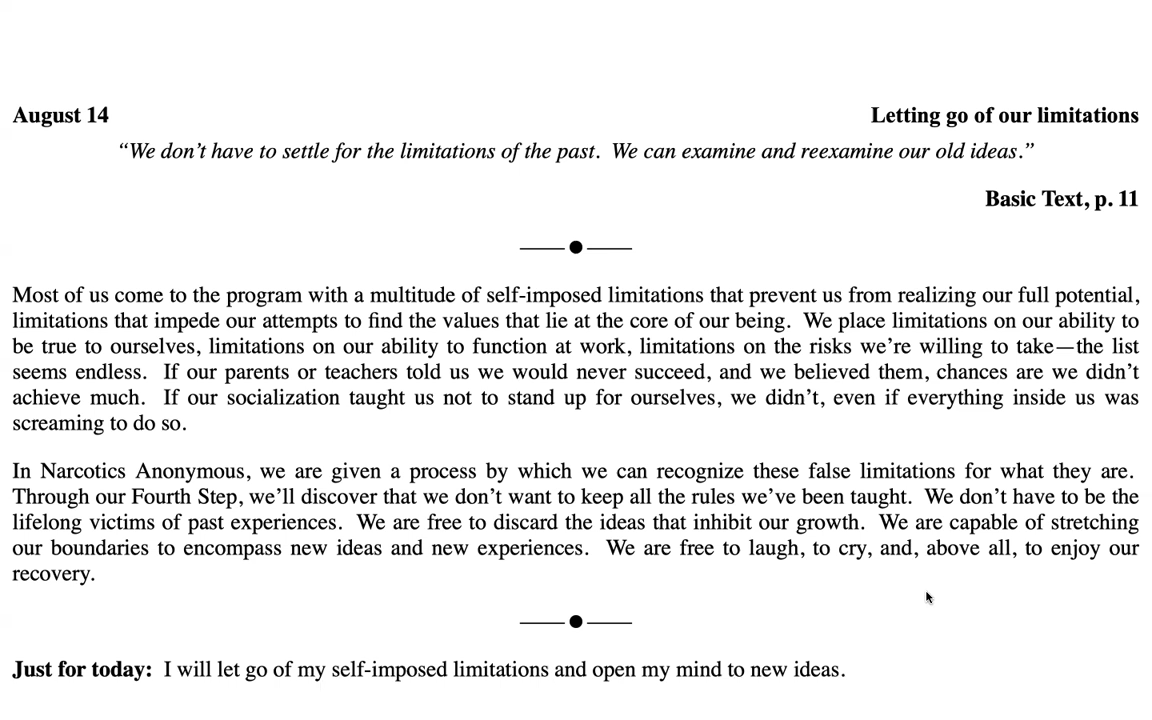 August 14 Letting go of our limitations
“We don’t have to settle for the limitations of the past. We can examine and reexamine our old ideas.”
Basic Text, p. 11
Most of us come to the program with a multitude of self-imposed limitations that prevent us from realizing our full potential,
limitations that impede our attempts to find the values that lie at the core of our being. We place limitations on our ability to
be true to ourselves, limitations on our ability to function at work, limitations on the risks we’re willing to take—the list
seems endless. If our parents or teachers told us we would never succeed, and we believed them, chances are we didn’t
achieve much. If our socialization taught us not to stand up for ourselves, we didn’t, even if everything inside us was
screaming to do so.
In Narcotics Anonymous, we are given a process by which we can recognize these false limitations for what they are.
Through our Fourth Step, we’ll discover that we don’t want to keep all the rules we’ve been taught. We don’t have to be the
lifelong victims of past experiences. We are free to discard the ideas that inhibit our growth. We are capable of stretching
our boundaries to encompass new ideas and new experiences. We are free to laugh, to cry, and, above all, to enjoy our
recovery.
Just for today: I will let go of my self-imposed limitations and open my mind to new ideas.